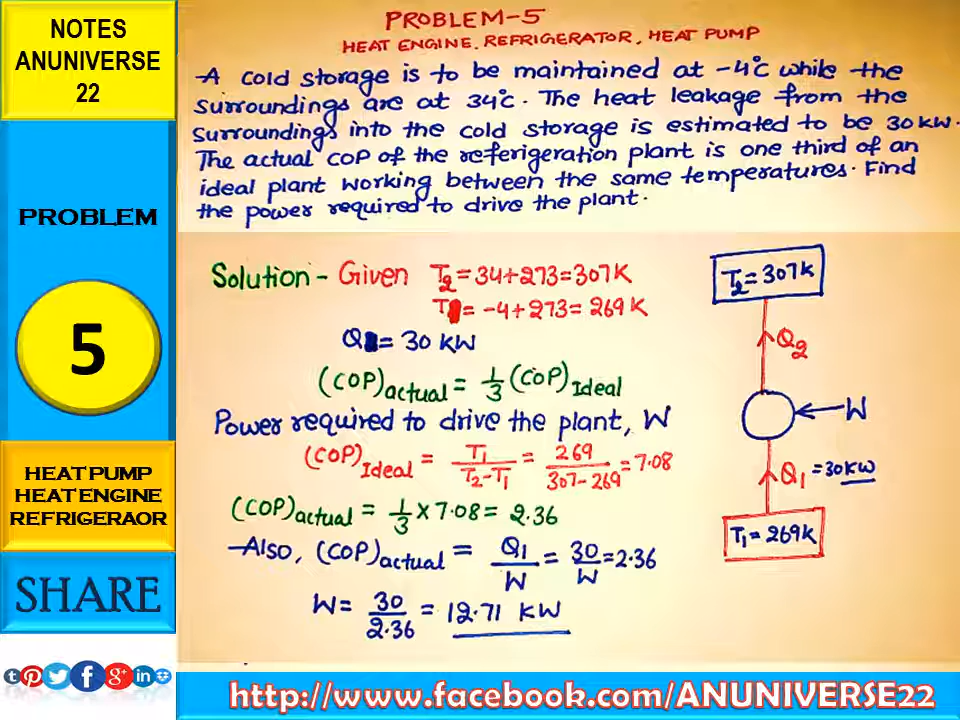 NOTES
ANUNIVERSE
22
PROBLEM
5
HEAT PUMP
HEAT ENGINE
REFRIGERAOR
SHARE
PROBLEM-5
HEAT ENGINE, REFRIGERATOR, HEAT PUMP
A cold storage is to be maintained at -4°C while the
surroundings are at 34°C. The heat leakage from the
surroundings into the cold storage is estimated to be 30 kW.
The actual COP of the referigeration plant is one third of an
ideal plant working between the same temperatures. Find
the power required to drive the plant.
Solution - Given T₂ = 34+273 = 307 K
T = -4+273 = 269 K
Q = 30 kW
(COP)actual = 1/3 (COP)Ideal
Power required to drive the plant, W
(COP)Ideal = T₁/(T₂-T₁) = 269/(307-269) = 7.08
(COP)actual = 1/3 × 7.08 = 2.36
Also, (COP)actual = Q₁/W = 30/W = 2.36
W = 30/2.36 = 12.71 KW
T₂ = 307K
Q₂
W
Q₁ = 30KW
T₁ = 269K
http://www.facebook.com/ANUNIVERSE22